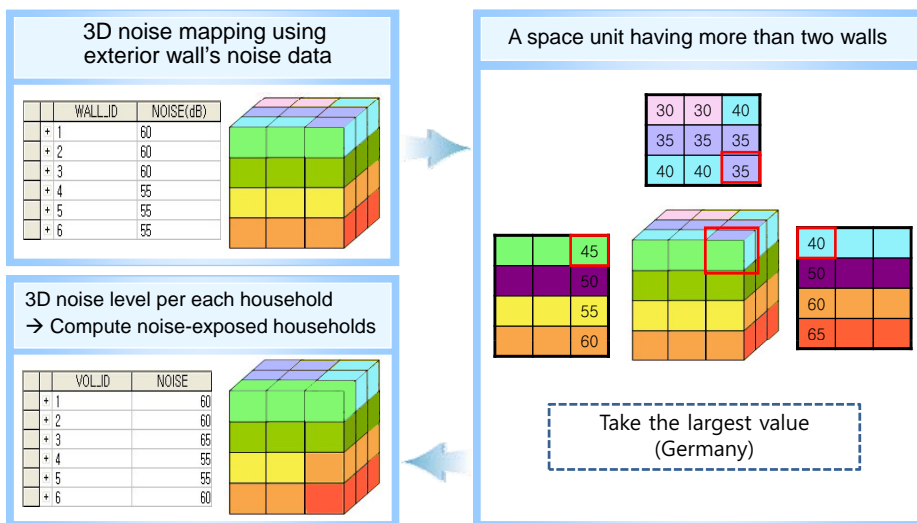 3D noise mapping using
exterior wall's noise data
WALL_ID NOISE(dB)
+ 1 60
+ 2 60
+ 3 60
+ 4 55
+ 5 55
+ 6 55
A space unit having more than two walls
30 30 40
35 35 35
40 40 35
45
50
55
60
40
50
60
65
Take the largest value
(Germany)
3D noise level per each household
→ Compute noise-exposed households
VOL_ID NOISE
+ 1 60
+ 2 60
+ 3 65
+ 4 55
+ 5 55
+ 6 60